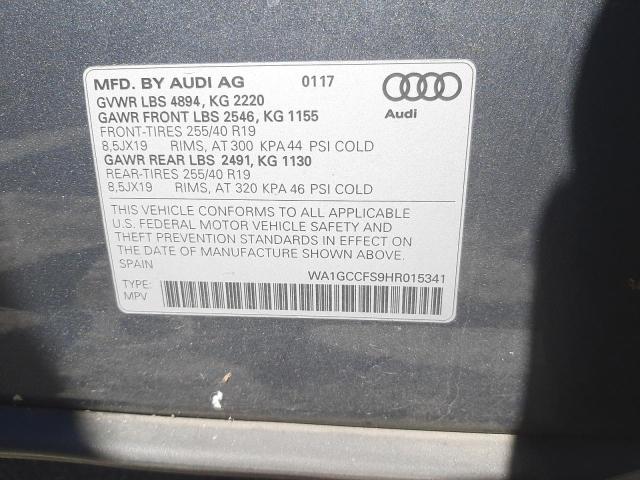 MFD. BY AUDI AG 0117
GVWR LBS 4894, KG 2220
GAWR FRONT LBS 2546, KG 1155
FRONT-TIRES 255/40 R19
8,5JX19 RIMS, AT 300 KPA 44 PSI COLD
GAWR REAR LBS 2491, KG 1130
REAR-TIRES 255/40 R19
8,5JX19 RIMS, AT 320 KPA 46 PSI COLD
Audi
THIS VEHICLE CONFORMS TO ALL APPLICABLE
U.S. FEDERAL MOTOR VEHICLE SAFETY AND
THEFT PREVENTION STANDARDS IN EFFECT ON
THE DATE OF MANUFACTURE SHOWN ABOVE.
SPAIN WA1GCCFS9HR015341
TYPE:
MPV